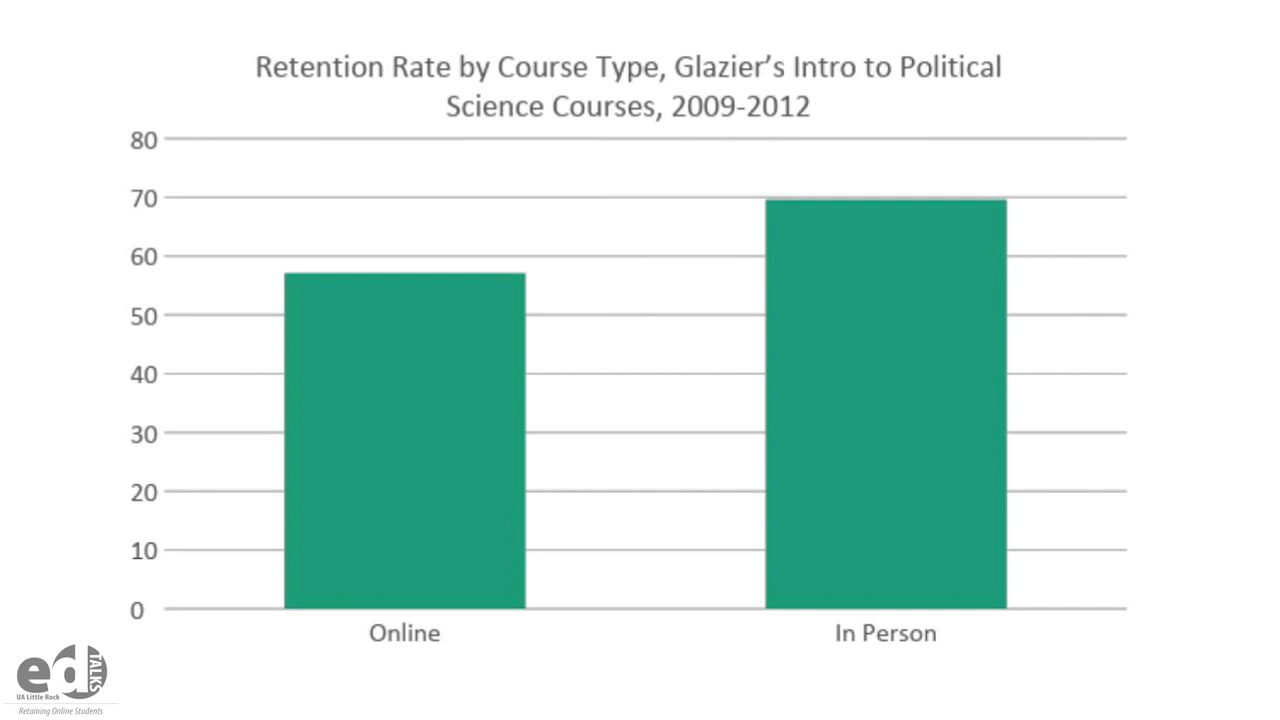 Retention Rate by Course Type, Glazier’s Intro to Political
Science Courses, 2009-2012
80
70
60
50
40
30
20
10
0
Online
In Person
ed
TALKS
UA Little Rock
Retaining Online Students